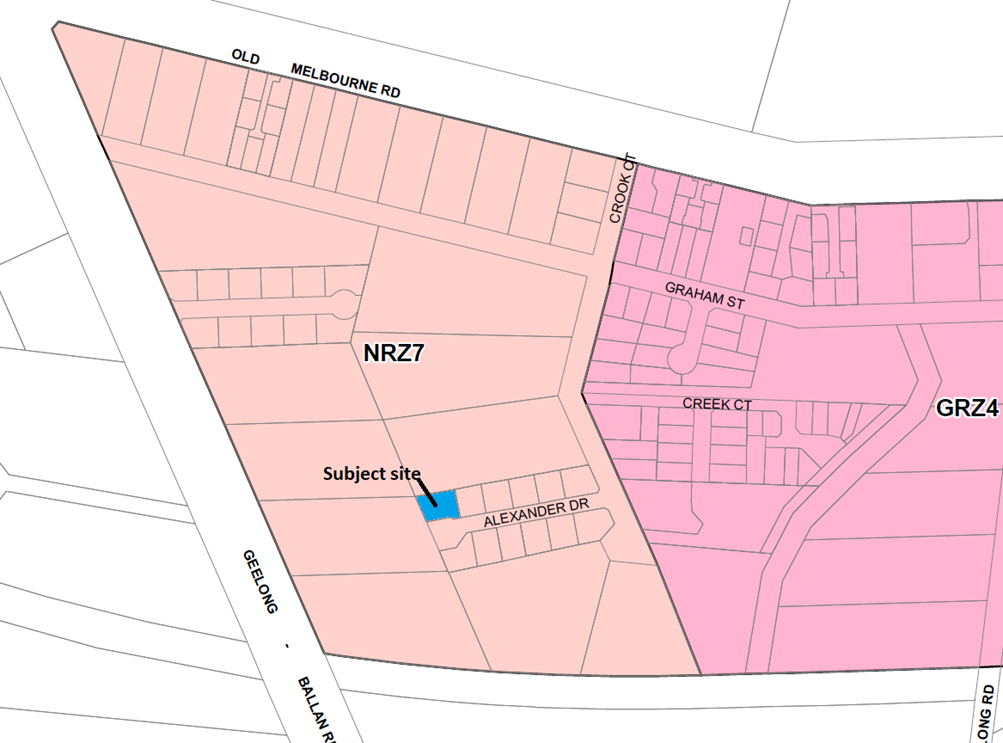 OLD MELBOURNE RD
CROOK CT
GRAHAM ST
NRZ7
CREEK CT
GRZ4
Subject site
ALEXANDER DR
GEELONG - BALLAN
LONG RD